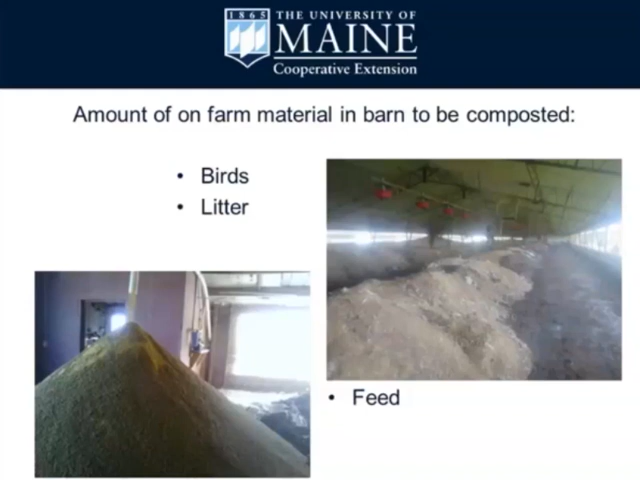 1865
THE UNIVERSITY OF
MAINE
Cooperative Extension
Amount of on farm material in barn to be composted:
• Birds
• Litter
• Feed